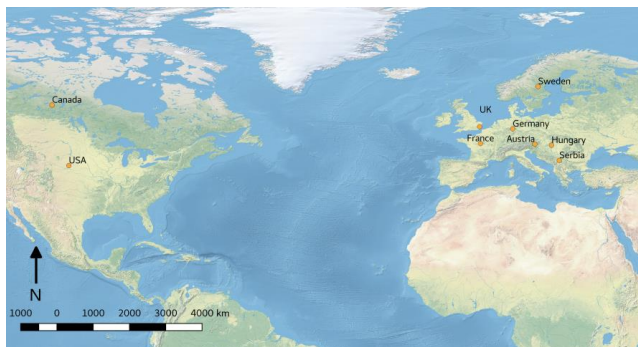 Sweden
Canada
UK
Germany
France
Austria
Hungary
Serbia
USA
N
1000 0 1000 2000 3000 4000 km